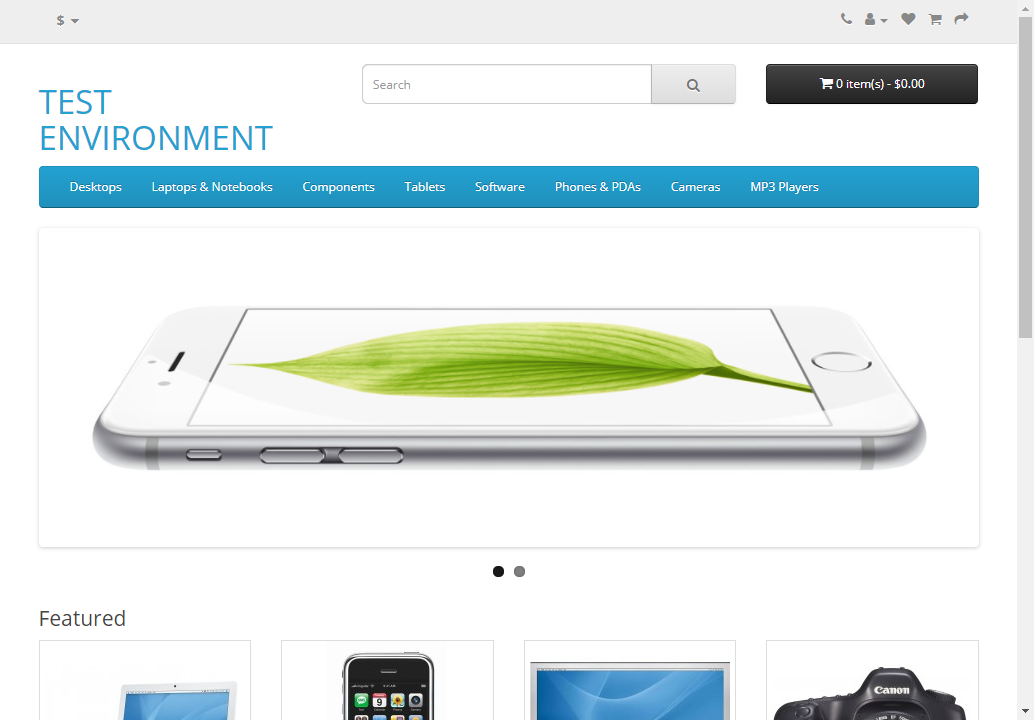 $
Search
0 item(s) - $0.00
TEST
ENVIRONMENT
Desktops
Laptops & Notebooks
Components
Tablets
Software
Phones & PDAs
Cameras
MP3 Players
Featured
Canon